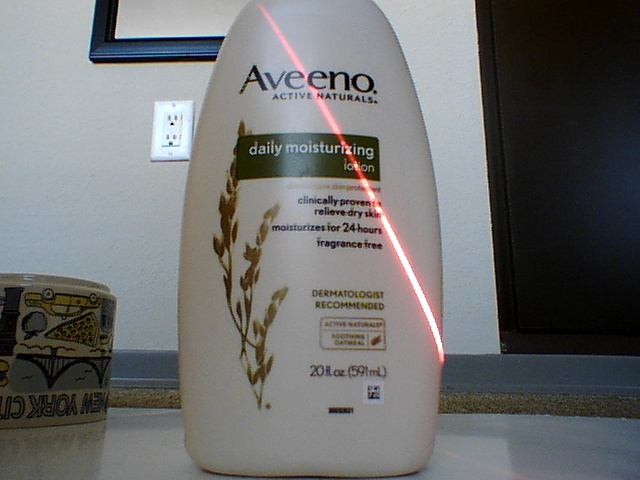 Aveeno.
ACTIVE NATURALS®
daily moisturizing
lotion
clinically proven
relieve dry skin
moisturizes for 24 hours
fragrance free
DERMATOLOGIST
RECOMMENDED
ACTIVE NATURALS®
SOOTHING
OATMEAL
20 fl. oz. (591 mL)
NEW YORK CIT